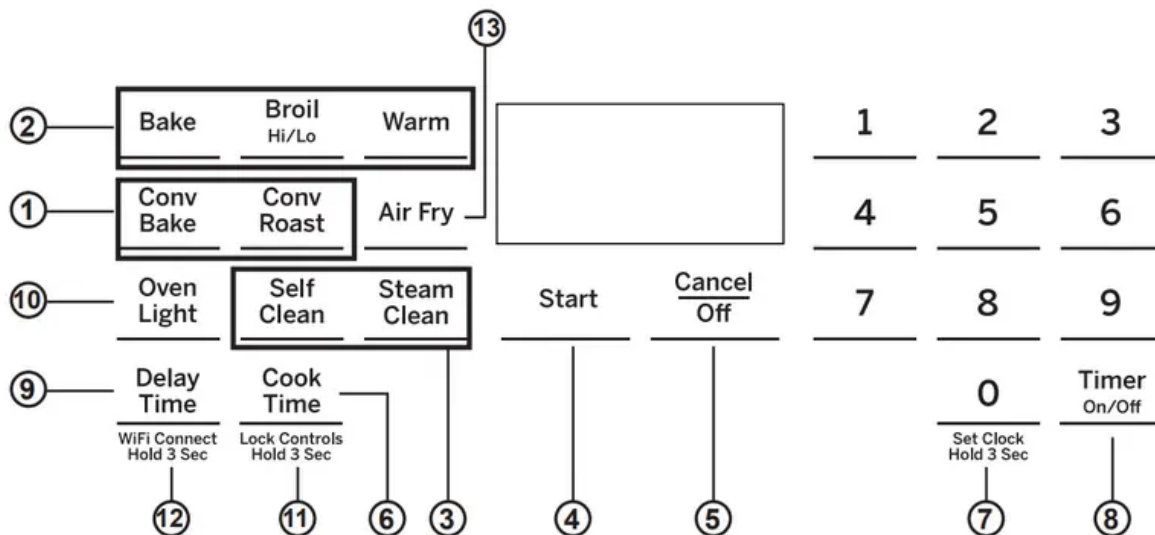 13
2
Bake
Broil
Hi/Lo
Warm
1
2
3
1
Conv
Bake
Conv
Roast
Air Fry
4
5
6
10
Oven
Light
Self
Clean
Steam
Clean
Start
Cancel
Off
7
8
9
9
Delay
Time
Cook
Time
0
Timer
On/Off
WiFi Connect
Hold 3 Sec
Lock Controls
Hold 3 Sec
Set Clock
Hold 3 Sec
12
11
6
3
4
5
7
8